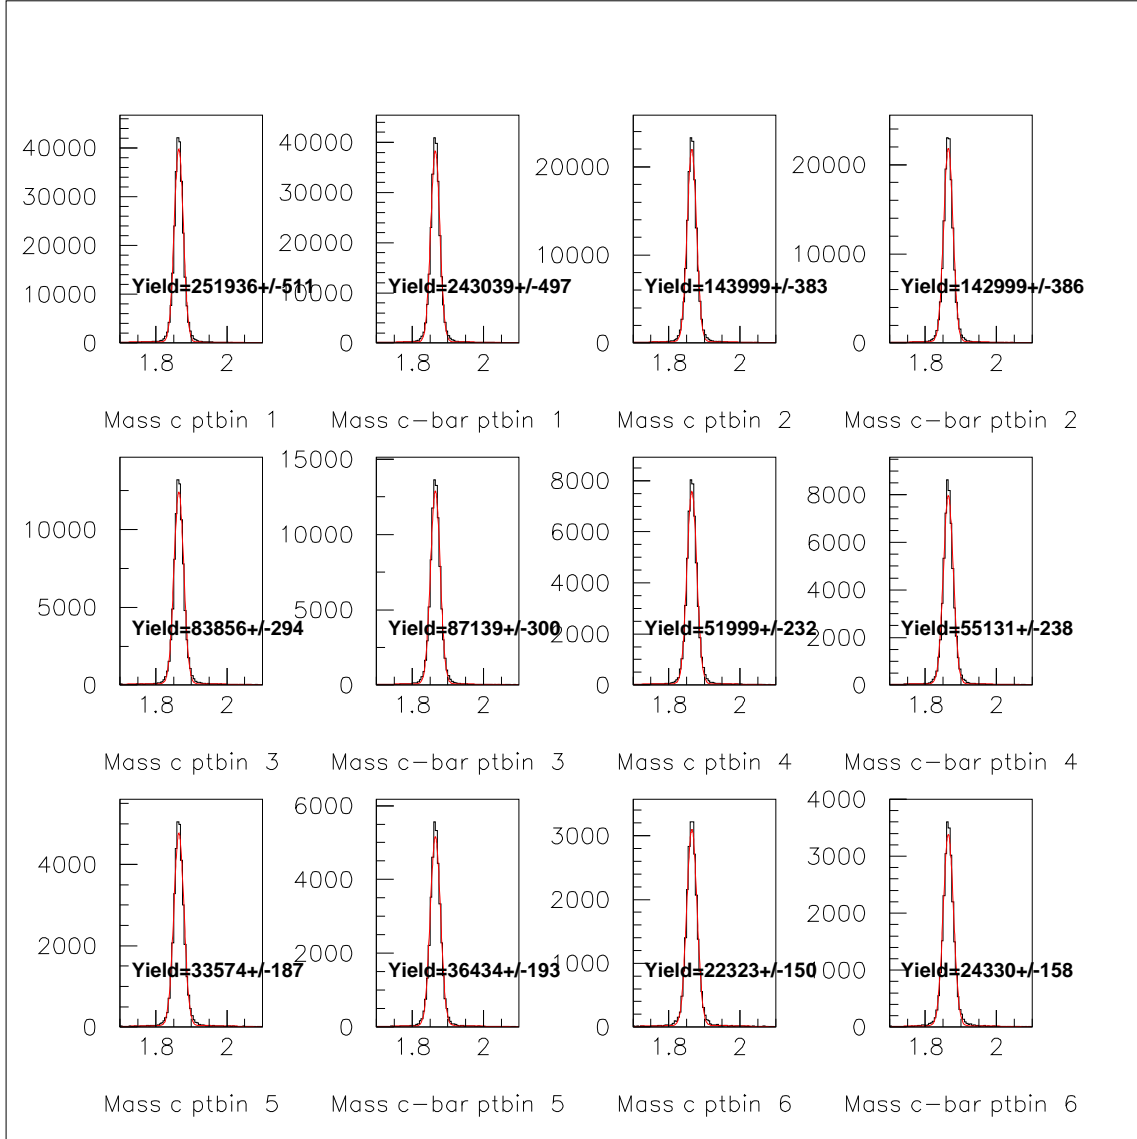 40000
30000
20000
10000
0
Yield=251936+/-511
1.8 2
Mass c ptbin 1
40000
30000
20000
10000
0
Yield=243039+/-497
1.8 2
Mass c-bar ptbin 1
20000
10000
0
Yield=143999+/-383
1.8 2
Mass c ptbin 2
20000
10000
0
Yield=142999+/-386
1.8 2
Mass c-bar ptbin 2
10000
5000
0
Yield=83856+/-294
1.8 2
Mass c ptbin 3
15000
10000
5000
0
Yield=87139+/-300
1.8 2
Mass c-bar ptbin 3
8000
6000
4000
2000
0
Yield=51999+/-232
1.8 2
Mass c ptbin 4
8000
6000
4000
2000
0
Yield=55131+/-238
1.8 2
Mass c-bar ptbin 4
4000
2000
0
Yield=33574+/-187
1.8 2
Mass c ptbin 5
6000
4000
2000
0
Yield=36434+/-193
1.8 2
Mass c-bar ptbin 5
3000
2000
1000
0
Yield=22323+/-150
1.8 2
Mass c ptbin 6
4000
3000
2000
1000
0
Yield=24330+/-158
1.8 2
Mass c-bar ptbin 6